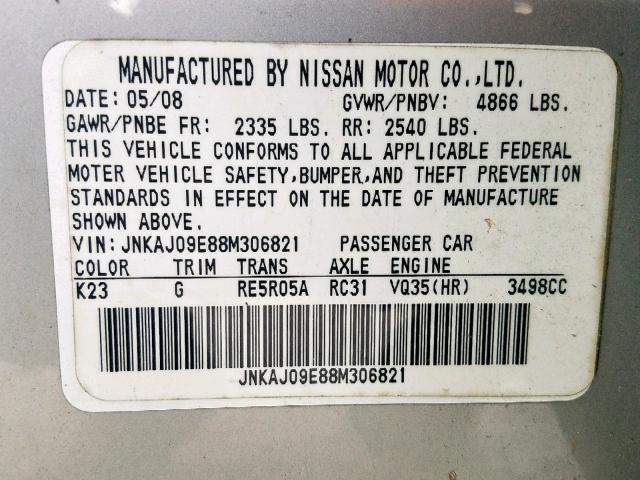 MANUFACTURED BY NISSAN MOTOR CO.,LTD.
DATE: 05/08 GVWR/PNBV: 4866 LBS.
GAWR/PNBE FR: 2335 LBS. RR: 2540 LBS.
THIS VEHICLE CONFORMS TO ALL APPLICABLE FEDERAL
MOTER VEHICLE SAFETY,BUMPER,AND THEFT PREVENTION
STANDARDS IN EFFECT ON THE DATE OF MANUFACTURE
SHOWN ABOVE.
VIN: JNKAJ09E88M306821 PASSENGER CAR
COLOR TRIM TRANS AXLE ENGINE
K23 G RE5R05A RC31 VQ35(HR) 3498CC
JNKAJ09E88M306821